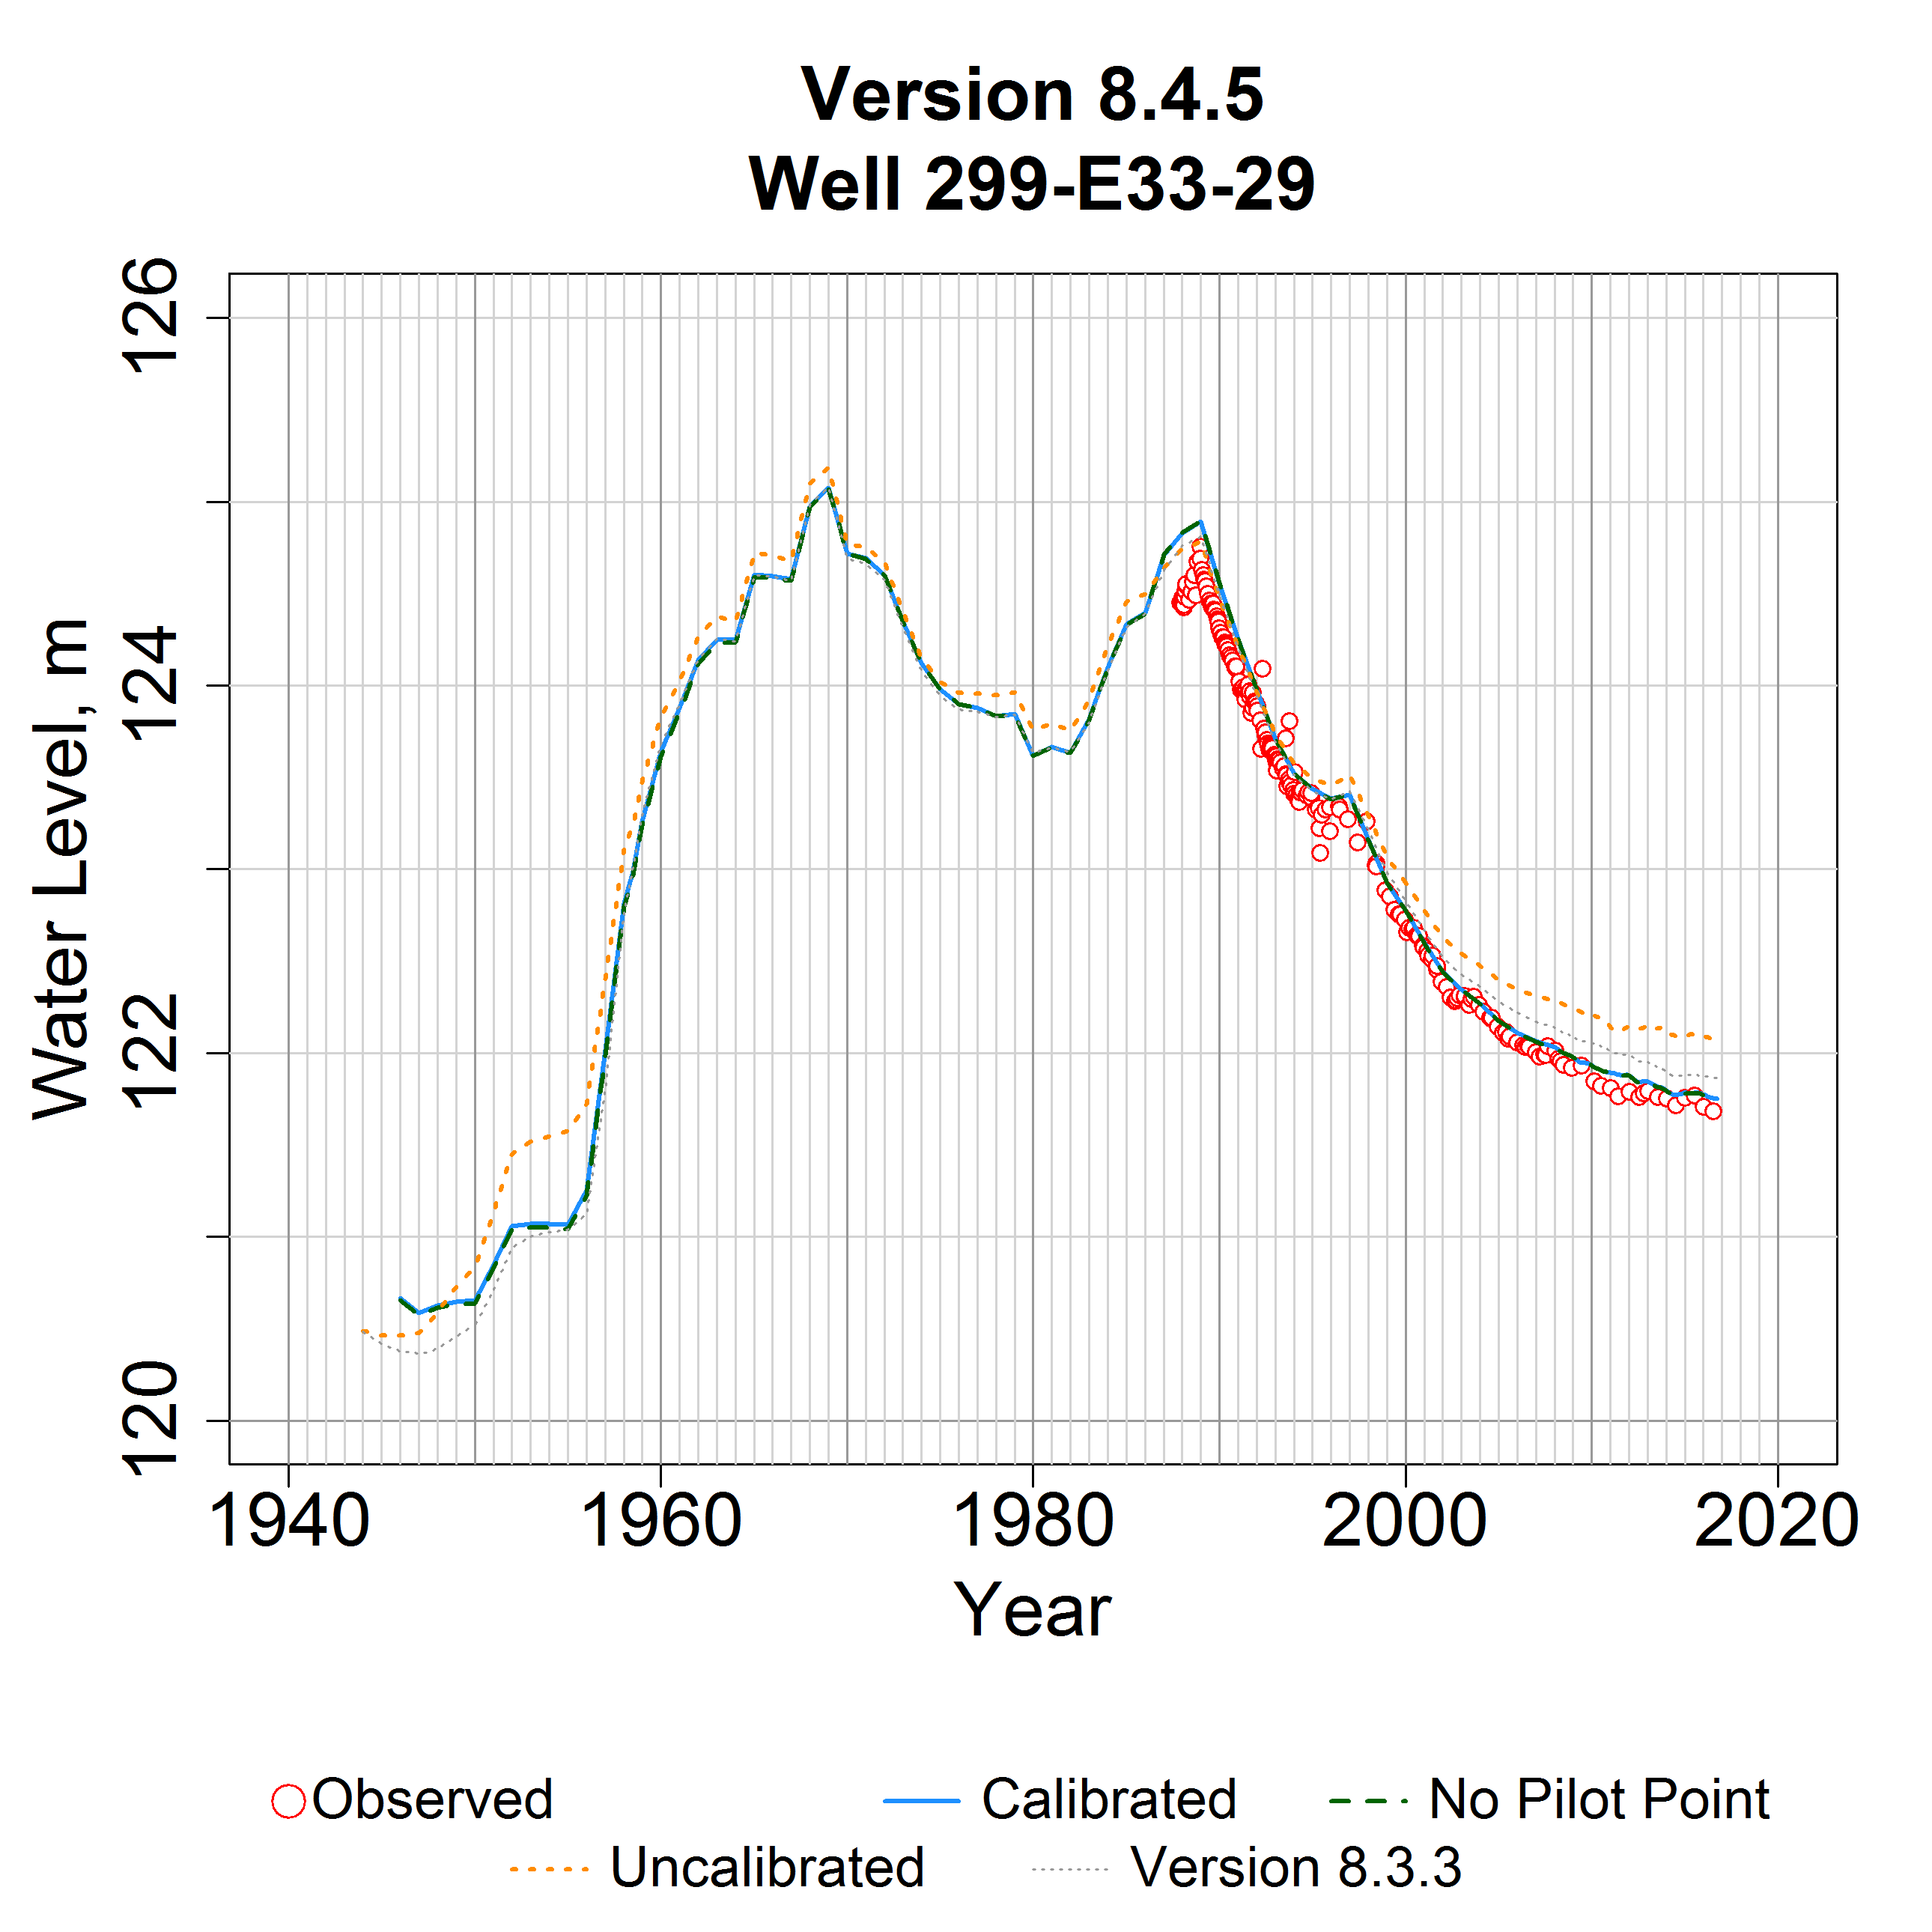 Version 8.4.5
Well 299-E33-29
126
124
122
120
Water Level, m
1940 1960 1980 2000 2020
Year
Observed Calibrated No Pilot Point
Uncalibrated Version 8.3.3